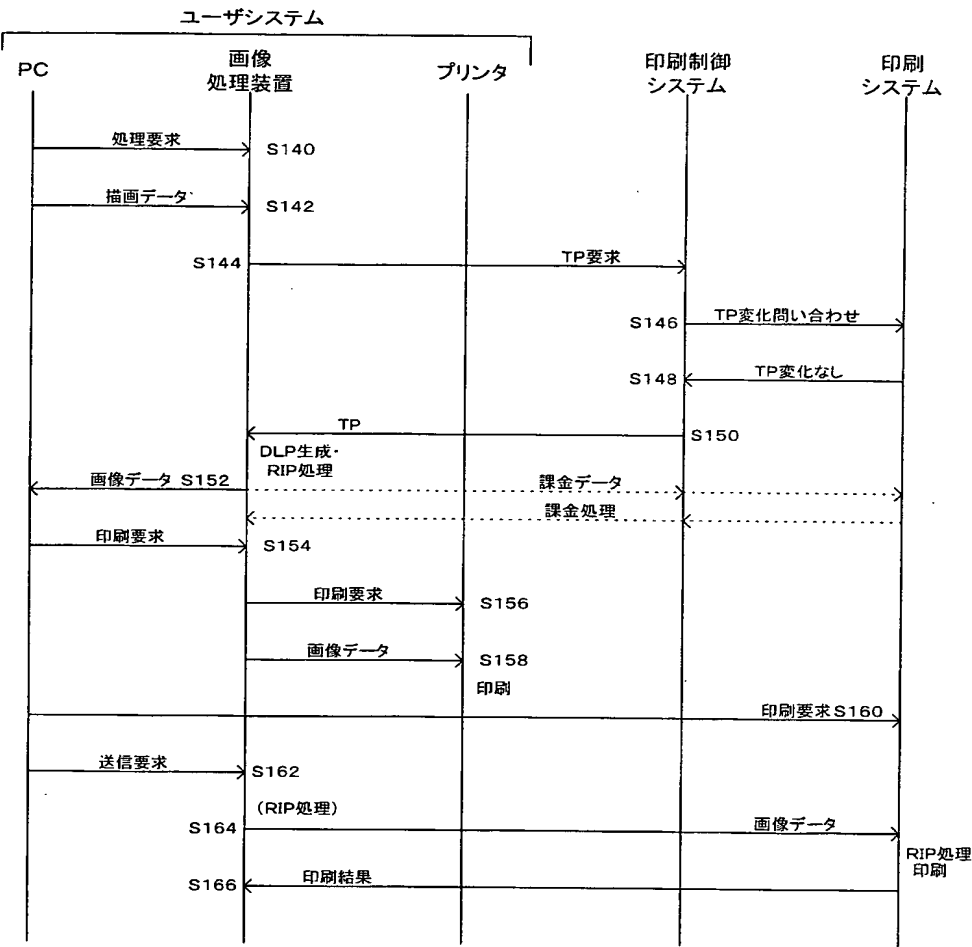 ユーザシステム
PC
画像
処理装置
プリンタ
印刷制御
システム
印刷
システム
処理要求
S140
描画データ
S142
S144
TP要求
S146
TP変化問い合わせ
S148
TP変化なし
TP
S150
DLP生成・
RIP処理
画像データ S152
課金データ
課金処理
印刷要求
S154
印刷要求
S156
画像データ
S158
印刷
印刷要求S160
送信要求
S162
(RIP処理)
S164
画像データ
RIP処理
印刷
S166
印刷結果